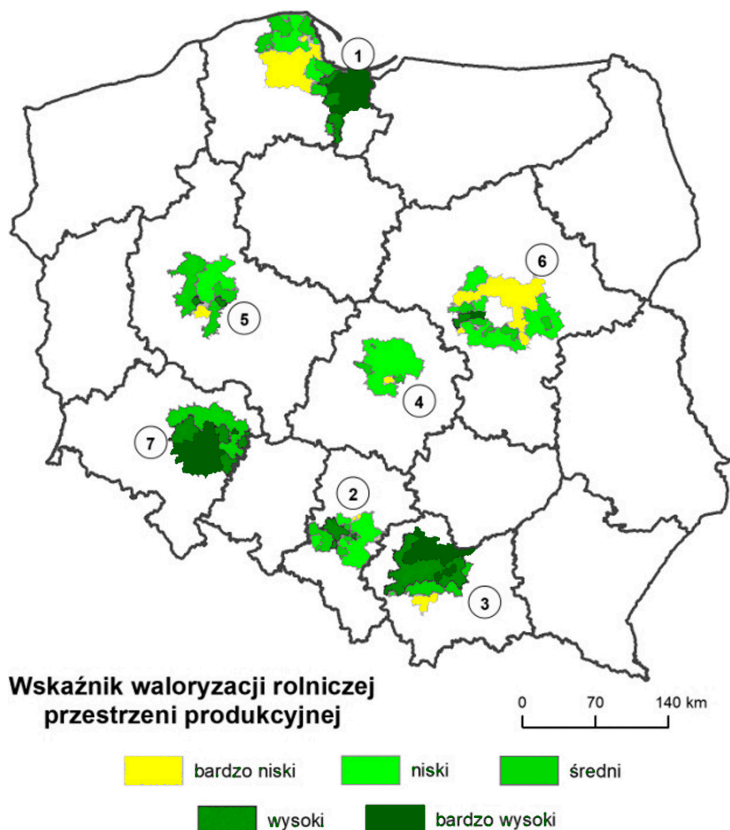 1
6
5
4
7
2
3
Wskaźnik waloryzacji rolniczej
przestrzeni produkcyjnej
0 70 140 km
bardzo niski niski średni
wysoki bardzo wysoki